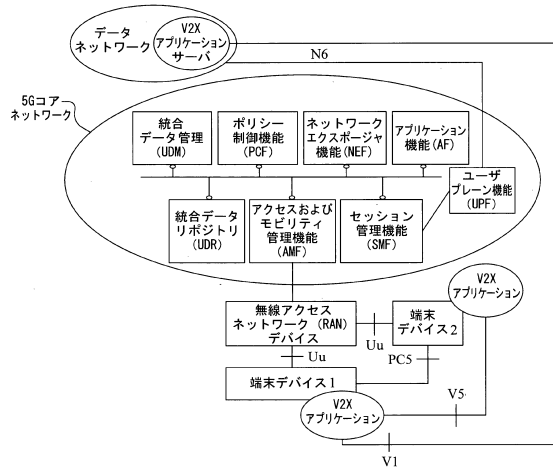 データ
ネットワーク
V2X
アプリケーション
サーバ
N6
5Gコア
ネットワーク
統合
データ管理
(UDM)
ポリシー
制御機能
(PCF)
ネットワーク
エクスポージャ
機能(NEF)
アプリケーション
機能(AF)
ユーザ
プレーン機能
(UPF)
統合データ
リポジトリ
(UDR)
アクセスおよび
モビリティ
管理機能
(AMF)
セッション
管理機能
(SMF)
無線アクセス
ネットワーク (RAN)
デバイス
Uu
端末
デバイス2
V2X
アプリケーション
Uu
PC5
端末デバイス1
V2X
アプリケーション
V5
V1